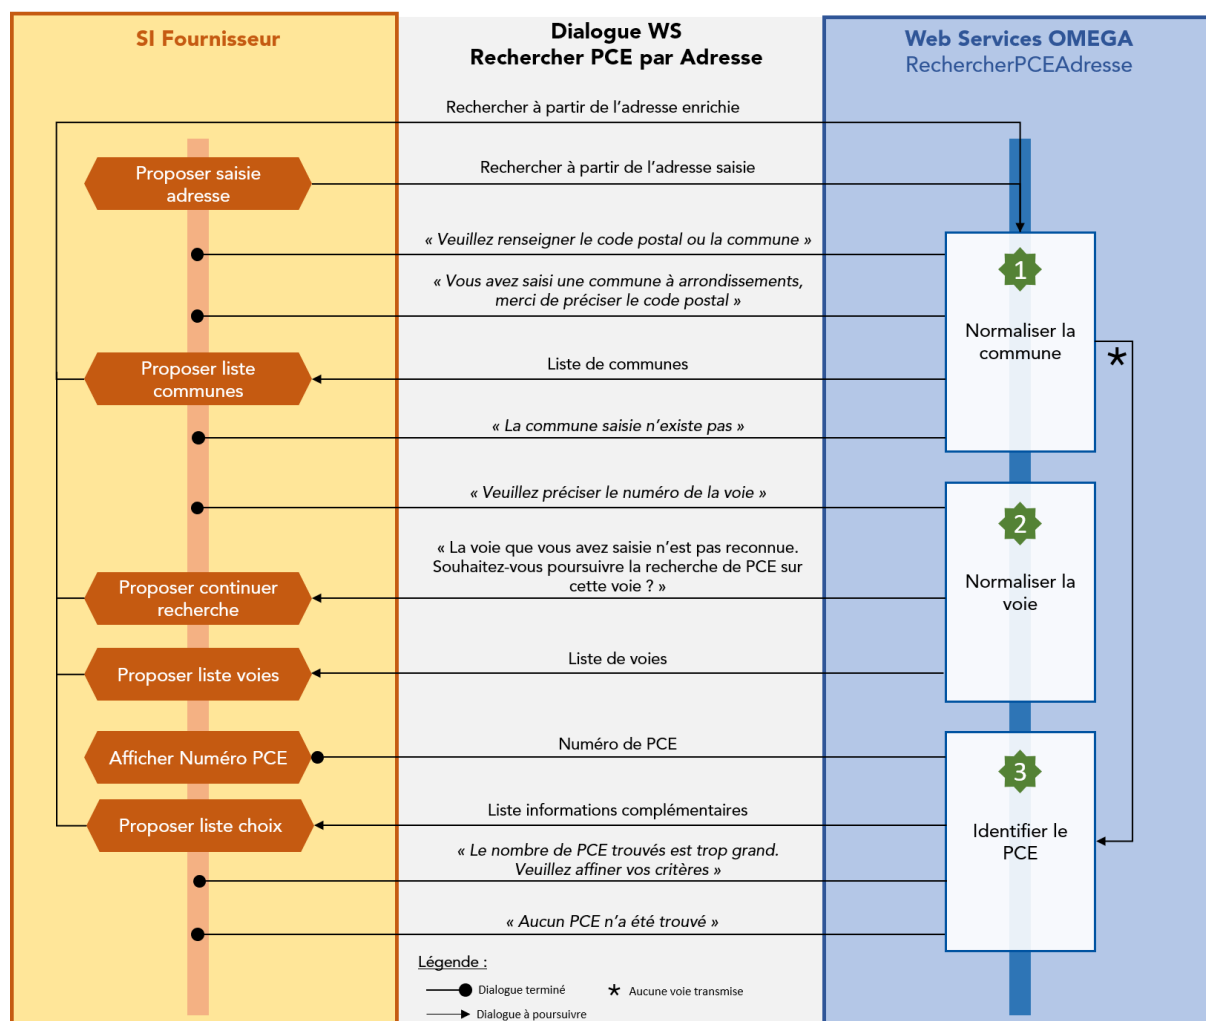 SI Fournisseur
Dialogue WS
Rechercher PCE par Adresse
Web Services OMEGA
RechercherPCEAdresse
Rechercher à partir de l’adresse enrichie
Proposer saisie
adresse
Rechercher à partir de l’adresse saisie
« Veuillez renseigner le code postal ou la commune »
1
« Vous avez saisi une commune à arrondissements,
merci de préciser le code postal »
Normaliser la
commune
*
Proposer liste
communes
Liste de communes
« La commune saisie n’existe pas »
« Veuillez préciser le numéro de la voie »
2
« La voie que vous avez saisie n’est pas reconnue.
Souhaitez-vous poursuivre la recherche de PCE sur
cette voie ? »
Normaliser la
voie
Proposer continuer
recherche
Proposer liste voies
Liste de voies
Afficher Numéro PCE
Numéro de PCE
3
Proposer liste choix
Liste informations complémentaires
Identifier le
PCE
« Le nombre de PCE trouvés est trop grand.
Veuillez affiner vos critères »
« Aucun PCE n’a été trouvé »
Légende :
Dialogue terminé
* Aucune voie transmise
Dialogue à poursuivre